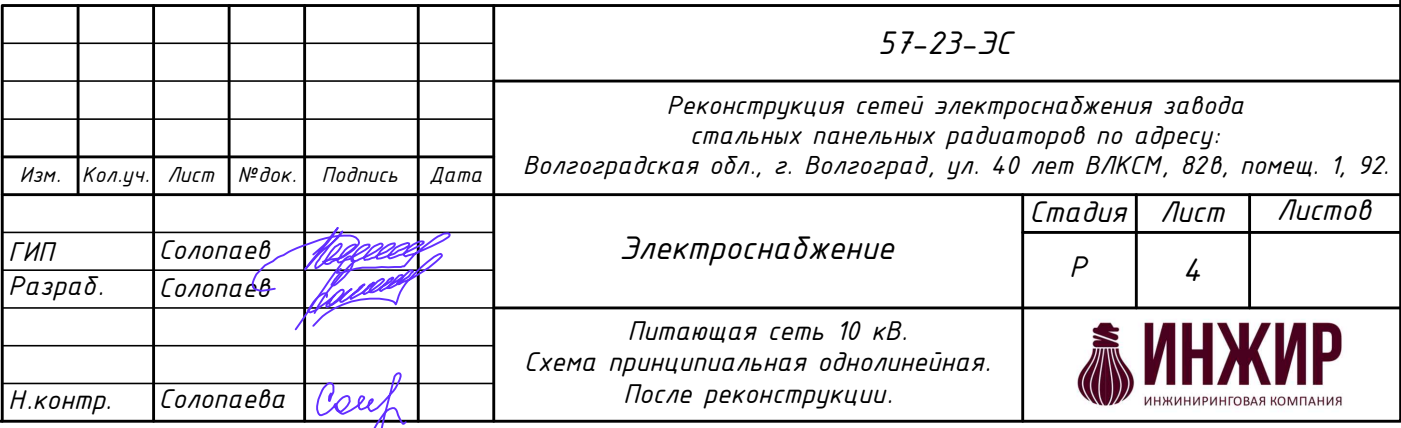 57-23-ЭС
Реконструкция сетей электроснабжения завода
стальных панельных радиаторов по адресу:
Волгоградская обл., г. Волгоград, ул. 40 лет ВЛКСМ, 82в, помещ. 1, 92.
Изм. Кол.уч. Лист №док. Подпись Дата
Стадия Лист Листов
ГИП Солопаев
Электроснабжение
Р 4
Разраб. Солопаев
Питающая сеть 10 кВ.
Схема принципиальная однолинейная.
После реконструкции.
Н.контр. Солопаева
ИНЖИР
ИНЖИНИРИНГОВАЯ КОМПАНИЯ